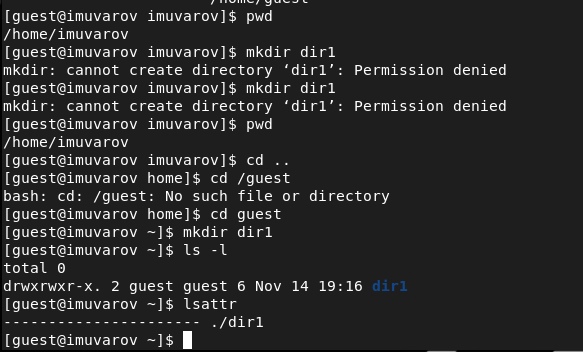 /home/guest
[guest@imuvarov imuvarov]$ pwd
/home/imuvarov
[guest@imuvarov imuvarov]$ mkdir dir1
mkdir: cannot create directory ‘dir1’: Permission denied
[guest@imuvarov imuvarov]$ mkdir dir1
mkdir: cannot create directory ‘dir1’: Permission denied
[guest@imuvarov imuvarov]$ pwd
/home/imuvarov
[guest@imuvarov imuvarov]$ cd ..
[guest@imuvarov home]$ cd /guest
bash: cd: /guest: No such file or directory
[guest@imuvarov home]$ cd guest
[guest@imuvarov ~]$ mkdir dir1
[guest@imuvarov ~]$ ls -l
total 0
drwxrwxr-x. 2 guest guest 6 Nov 14 19:16 dir1
[guest@imuvarov ~]$ lsattr
---------------------- ./dir1
[guest@imuvarov ~]$